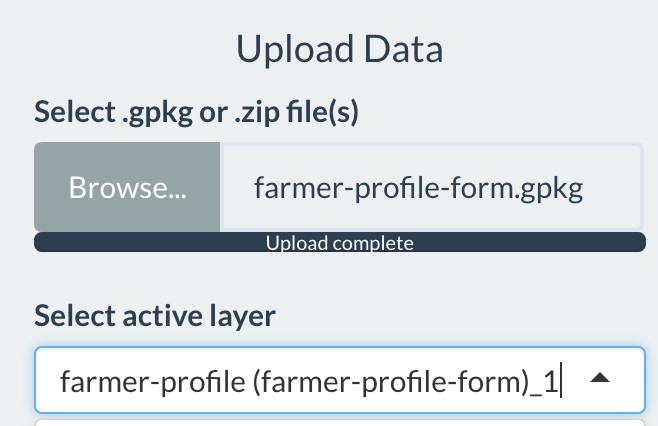 Upload Data
Select .gpkg or .zip file(s)
Browse... farmer-profile-form.gpkg
Upload complete
Select active layer
farmer-profile (farmer-profile-form)_1